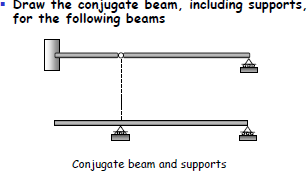 Draw the conjugate beam, including supports,
for the following beams
Conjugate beam and supports